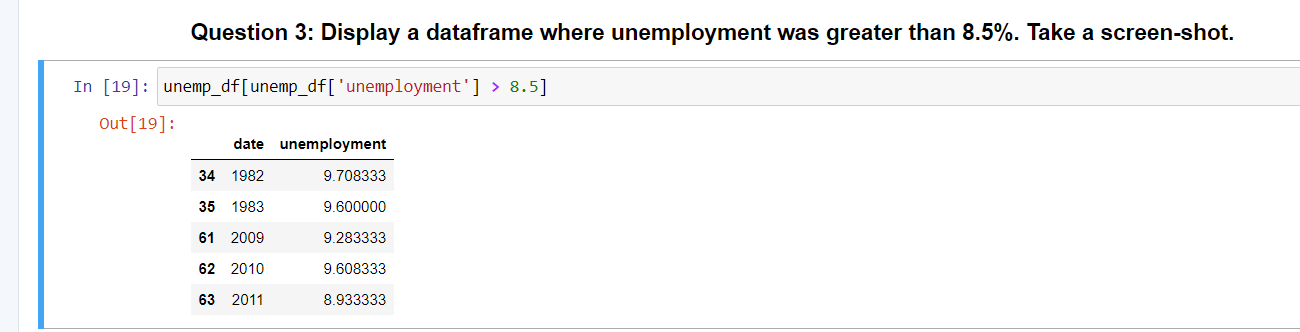 Question 3: Display a dataframe where unemployment was greater than 8.5%. Take a screen-shot.
In [19]: unemp_df[unemp_df['unemployment'] > 8.5]
Out[19]:
date unemployment
34 1982 9.708333
35 1983 9.600000
61 2009 9.283333
62 2010 9.608333
63 2011 8.933333